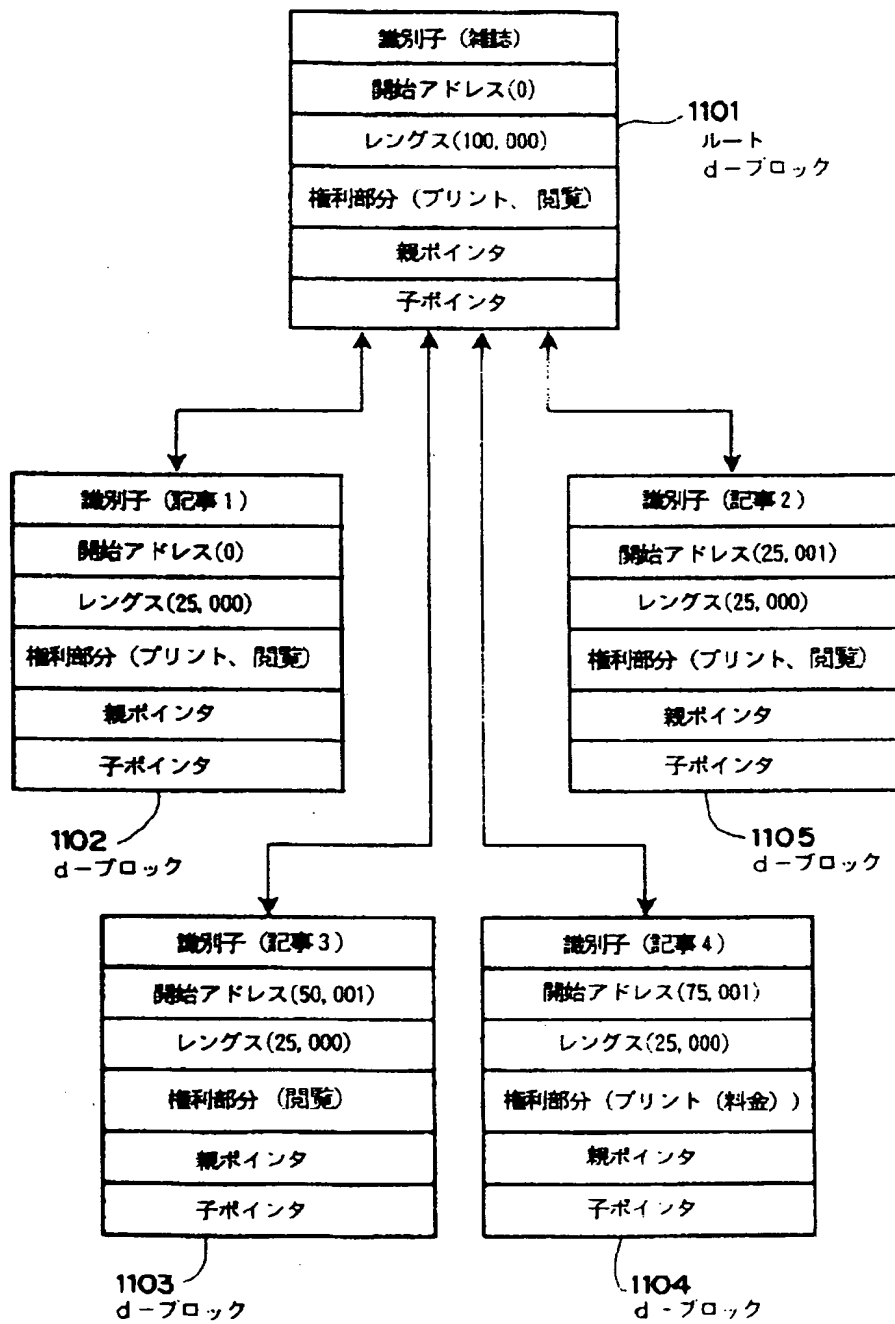 識別子 (雑誌)
開始アドレス(0)
レングス(100,000)
権利部分 (プリント、閲覧)
親ポインタ
子ポインタ
1101
ルート
d-ブロック
識別子 (記事1)
開始アドレス(0)
レングス(25,000)
権利部分 (プリント、閲覧)
親ポインタ
子ポインタ
1102
d-ブロック
識別子 (記事2)
開始アドレス(25,001)
レングス(25,000)
権利部分 (プリント、閲覧)
親ポインタ
子ポインタ
1105
d-ブロック
識別子 (記事3)
開始アドレス(50,001)
レングス(25,000)
権利部分 (閲覧)
親ポインタ
子ポインタ
1103
d-ブロック
識別子 (記事4)
開始アドレス(75,001)
レングス(25,000)
権利部分 (プリント (料金) )
親ポインタ
子ポインタ
1104
d-ブロック